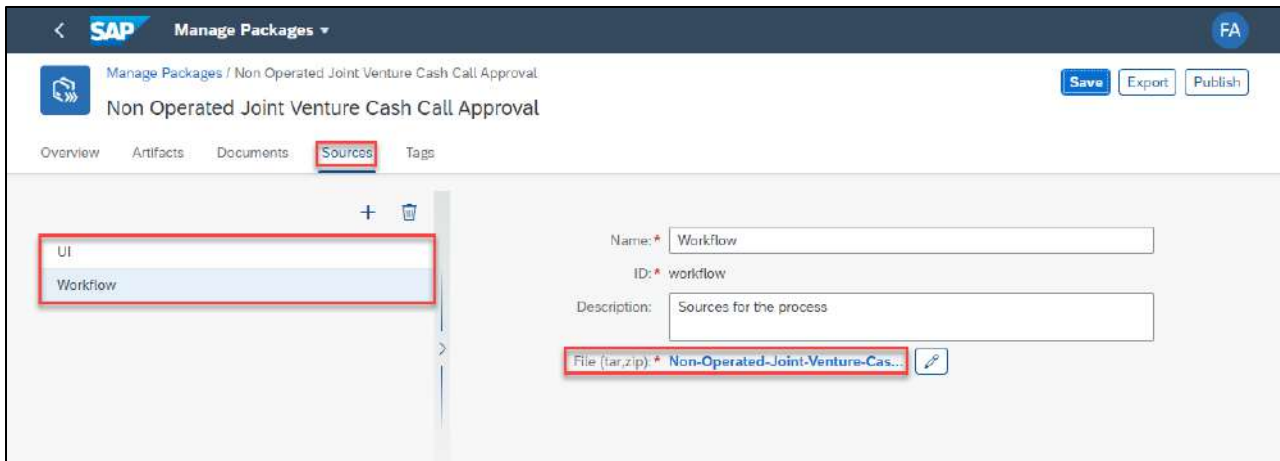 SAP Manage Packages FA
Manage Packages / Non Operated Joint Venture Cash Call Approval
Non Operated Joint Venture Cash Call Approval
Save Export Publish
Overview Artifacts Documents Sources Tags
UI
Workflow
Name:* Workflow
ID:* workflow
Description: Sources for the process
File (tar,zip):* Non-Operated-Joint-Venture-Cas...